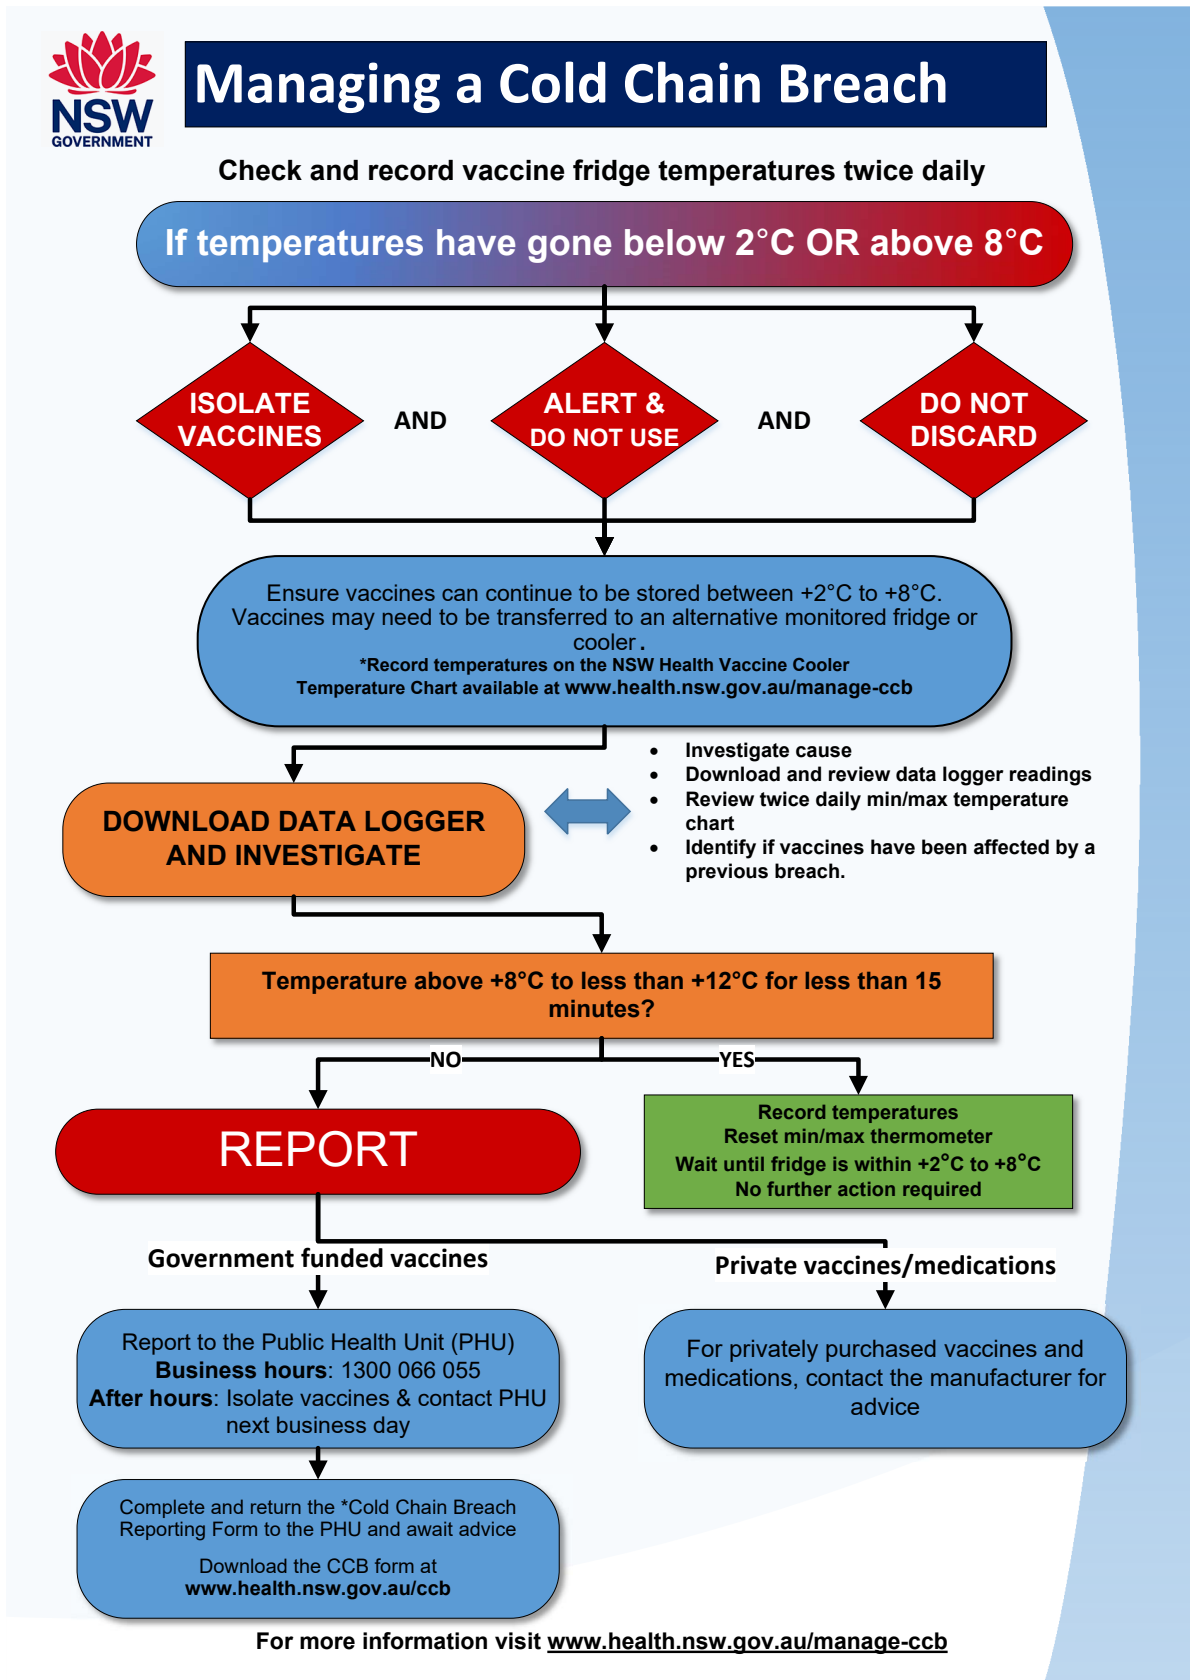 NSW
GOVERNMENT
Managing a Cold Chain Breach
Check and record vaccine fridge temperatures twice daily
If temperatures have gone below 2°C OR above 8°C
ISOLATE
VACCINES
AND
ALERT &
DO NOT USE
AND
DO NOT
DISCARD
Ensure vaccines can continue to be stored between +2°C to +8°C.
Vaccines may need to be transferred to an alternative monitored fridge or
cooler.
*Record temperatures on the NSW Health Vaccine Cooler
Temperature Chart available at www.health.nsw.gov.au/manage-ccb
DOWNLOAD DATA LOGGER
AND INVESTIGATE
• Investigate cause
• Download and review data logger readings
• Review twice daily min/max temperature
chart
• Identify if vaccines have been affected by a
previous breach.
Temperature above +8°C to less than +12°C for less than 15
minutes?
NO
YES
REPORT
Record temperatures
Reset min/max thermometer
Wait until fridge is within +2°C to +8°C
No further action required
Government funded vaccines
Private vaccines/medications
Report to the Public Health Unit (PHU)
Business hours: 1300 066 055
After hours: Isolate vaccines & contact PHU
next business day
For privately purchased vaccines and
medications, contact the manufacturer for
advice
Complete and return the *Cold Chain Breach
Reporting Form to the PHU and await advice
Download the CCB form at
www.health.nsw.gov.au/ccb
For more information visit www.health.nsw.gov.au/manage-ccb